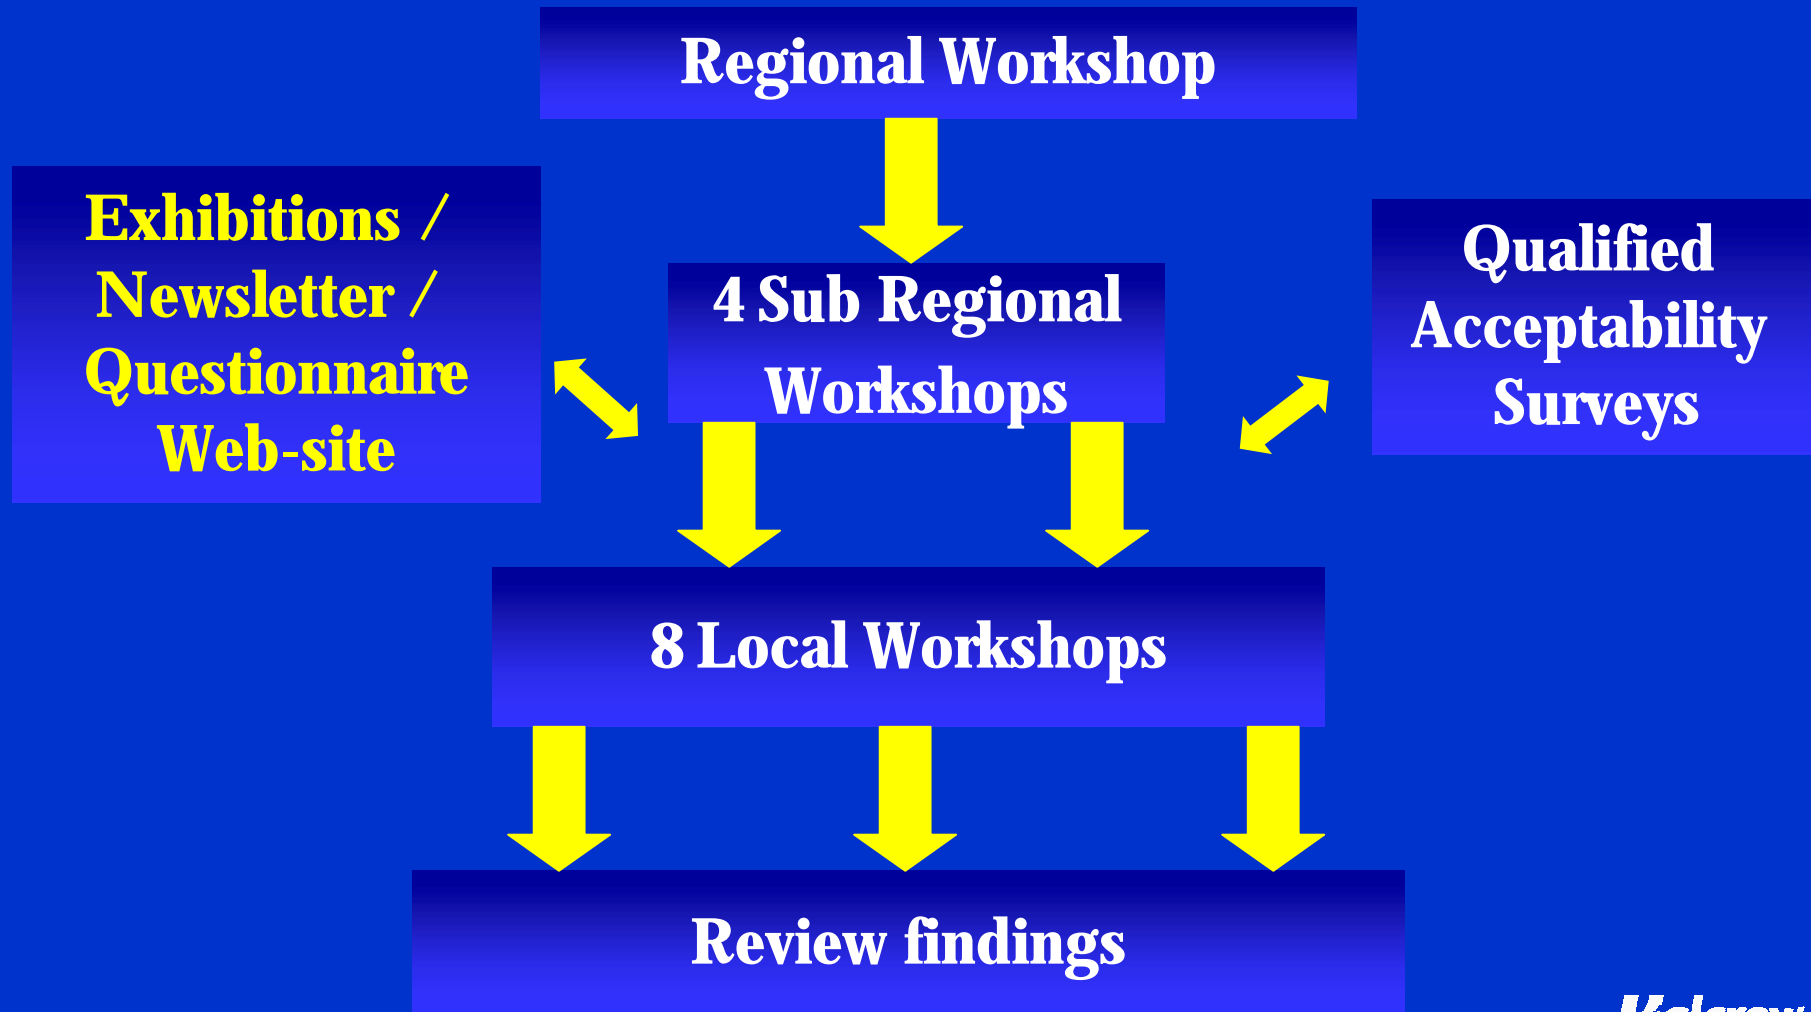 Regional Workshop
Exhibitions /
Newsletter /
Questionnaire
Web-site
4 Sub Regional
Workshops
Qualified
Acceptability
Surveys
8 Local Workshops
Review findings